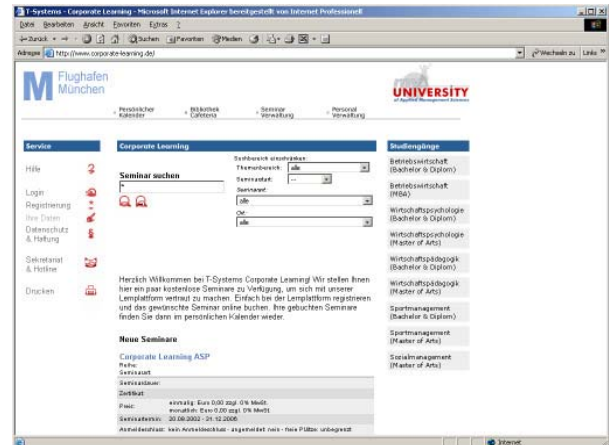 T-Systems - Corporate Learning - Microsoft Internet Explorer bereitgestellt von Internet Professionell
Datei Bearbeiten Ansicht Favoriten Extras ?
Zurück Suchen Favoriten Medien
Adresse http://www.corporate-learning.de/ Wechseln zu Links
M Flughafen
München
UNIVERSITY
of Applied Management Sciences
Persönlicher
Kalender
Bibliothek
Cafeteria
Seminar
Verwaltung
Personal
Verwaltung
Service
Hilfe
Login
Registrierung
Ihre Daten
Datenschutz
& Haftung
Sekretariat
& Hotline
Drucken
Corporate Learning
Seminar suchen
*
Suchbereich einschränken
Themenbereich: alle
Seminarstart: --
Seminarart:
alle
Ort:
alle
Herzlich Willkommen bei T-Systems Corporate Learning! Wir stellen Ihnen
hier ein paar kostenlose Seminare zu Verfügung, um sich mit unserer
Lernplattform vertraut zu machen. Einfach bei der Lernplattform registrieren
und das gewünschte Seminar online buchen. Ihre gebuchten Seminare
finden Sie dann im persönlichen Kalender wieder.
Neue Seminare
Corporate Learning ASP
Reihe:
Seminarart:
Seminardauer:
Zertifikat:
Preis: einmalig: Euro 0,00 zzgl. 0% MwSt.
monatlich: Euro 0,00 zzgl. 0% MwSt.
Seminartermin: 20.08.2002 - 31.12.2006
Anmeldeschluss: kein Anmeldeschluss - angemeldet: nein - freie Plätze: unbegrenzt
Studiengänge
Betriebswirtschaft
(Bachelor & Diplom)
Betriebswirtschaft
(MBA)
Wirtschaftspsychologie
(Master of Arts)
Wirtschaftspädagogik
(Bachelor & Diplom)
Wirtschaftspädagogik
(Master of Arts)
Sportmanagement
(Bachelor & Diplom)
Sportmanagement
(Master of Arts)
Sozialmanagement
(Master of Arts)
Internet